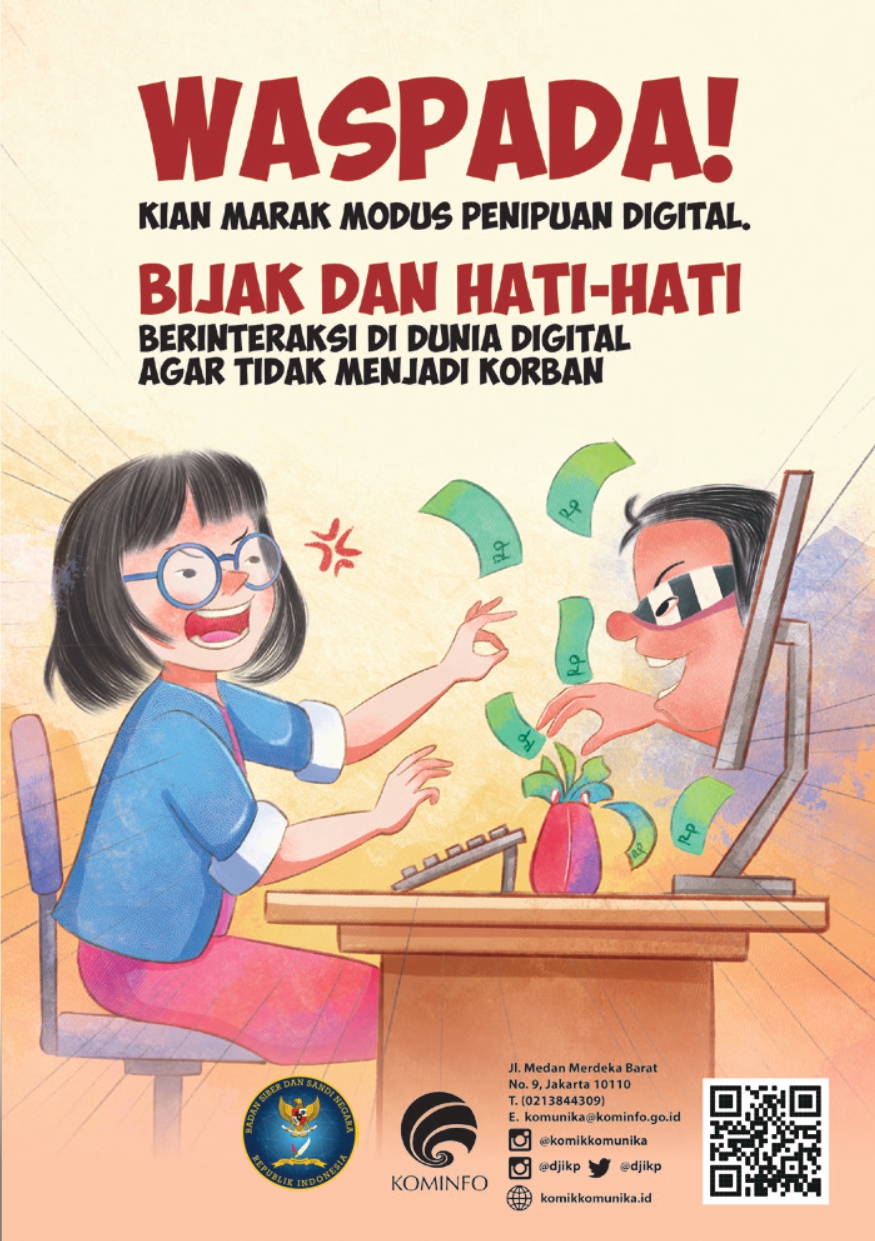 WASPADA!
KIAN MARAK MODUS PENIPUAN DIGITAL.
BIJAK DAN HATI-HATI
BERINTERAKSI DI DUNIA DIGITAL
AGAR TIDAK MENJADI KORBAN
Rp
Rp
Rp
Rp
Rp
Rp
BADAN SIBER DAN SANDI NEGARA
REPUBLIK INDONESIA
KOMINFO
Jl. Medan Merdeka Barat
No. 9, Jakarta 10110
T. (0213844309)
E. komunika@kominfo.go.id
@komikkomunika
@djikp @djikp
komikkomunika.id